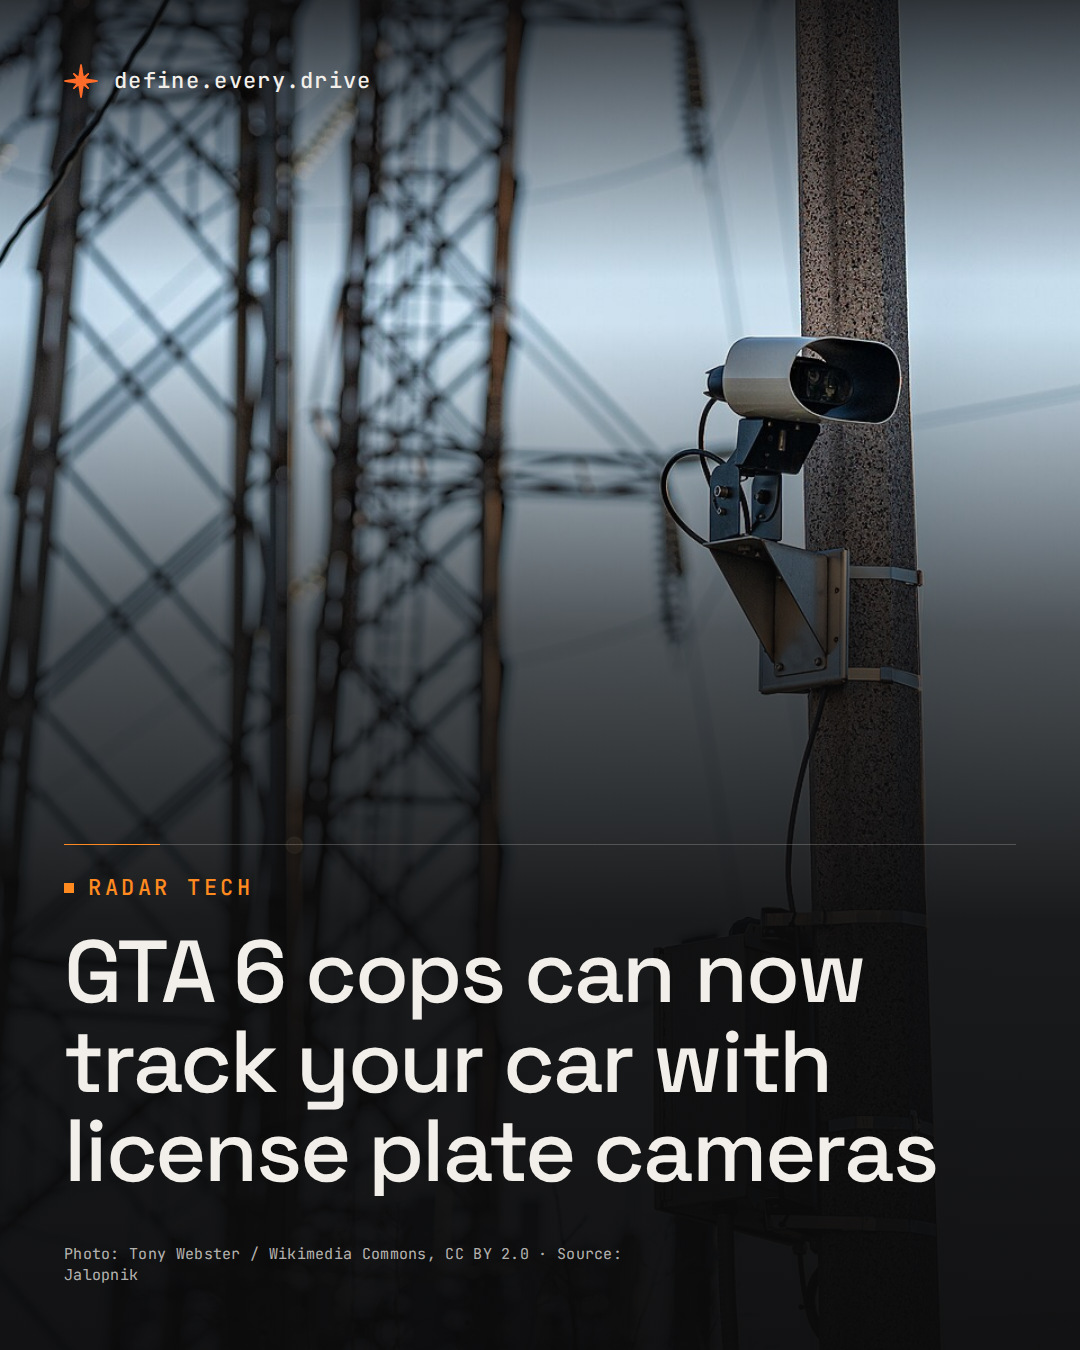 define.every.drive
RADAR TECH
GTA 6 cops can now
track your car with
license plate cameras
Photo: Tony Webster / Wikimedia Commons, CC BY 2.0 · Source:
Jalopnik